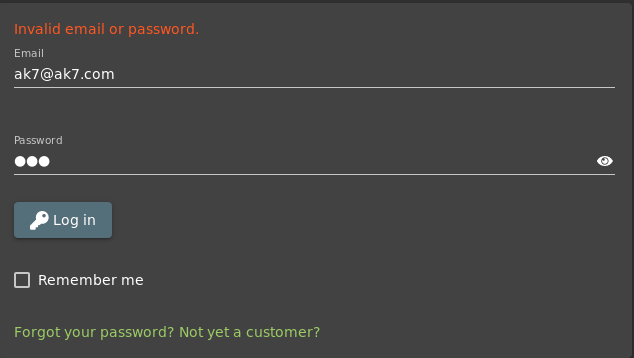 Invalid email or password.
Email
ak7@ak7.com
Password
●●●
Log in
Remember me
Forgot your password? Not yet a customer?